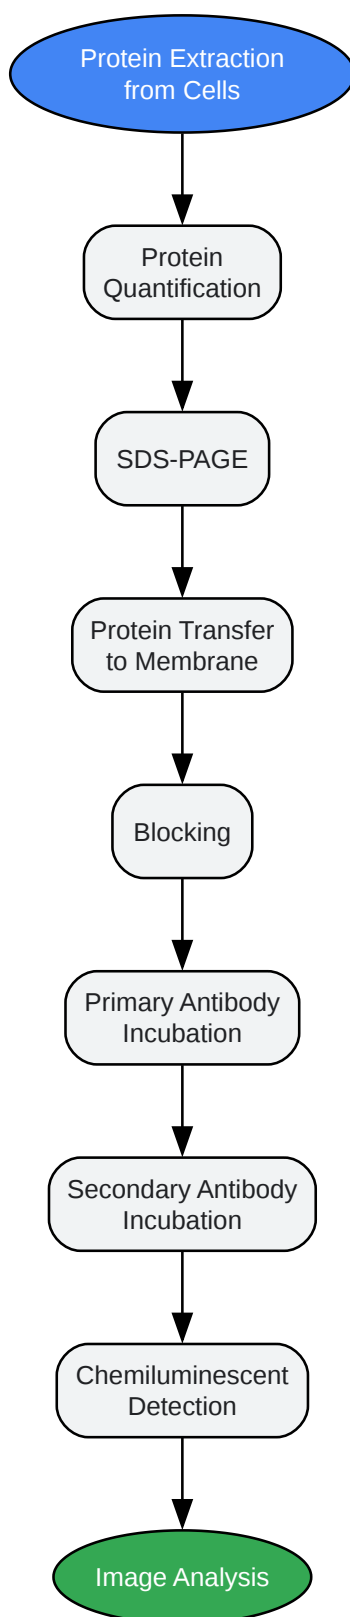 Protein Extraction
from Cells
Protein
Quantification
SDS-PAGE
Protein Transfer
to Membrane
Blocking
Primary Antibody
Incubation
Secondary Antibody
Incubation
Chemiluminescent
Detection
Image Analysis